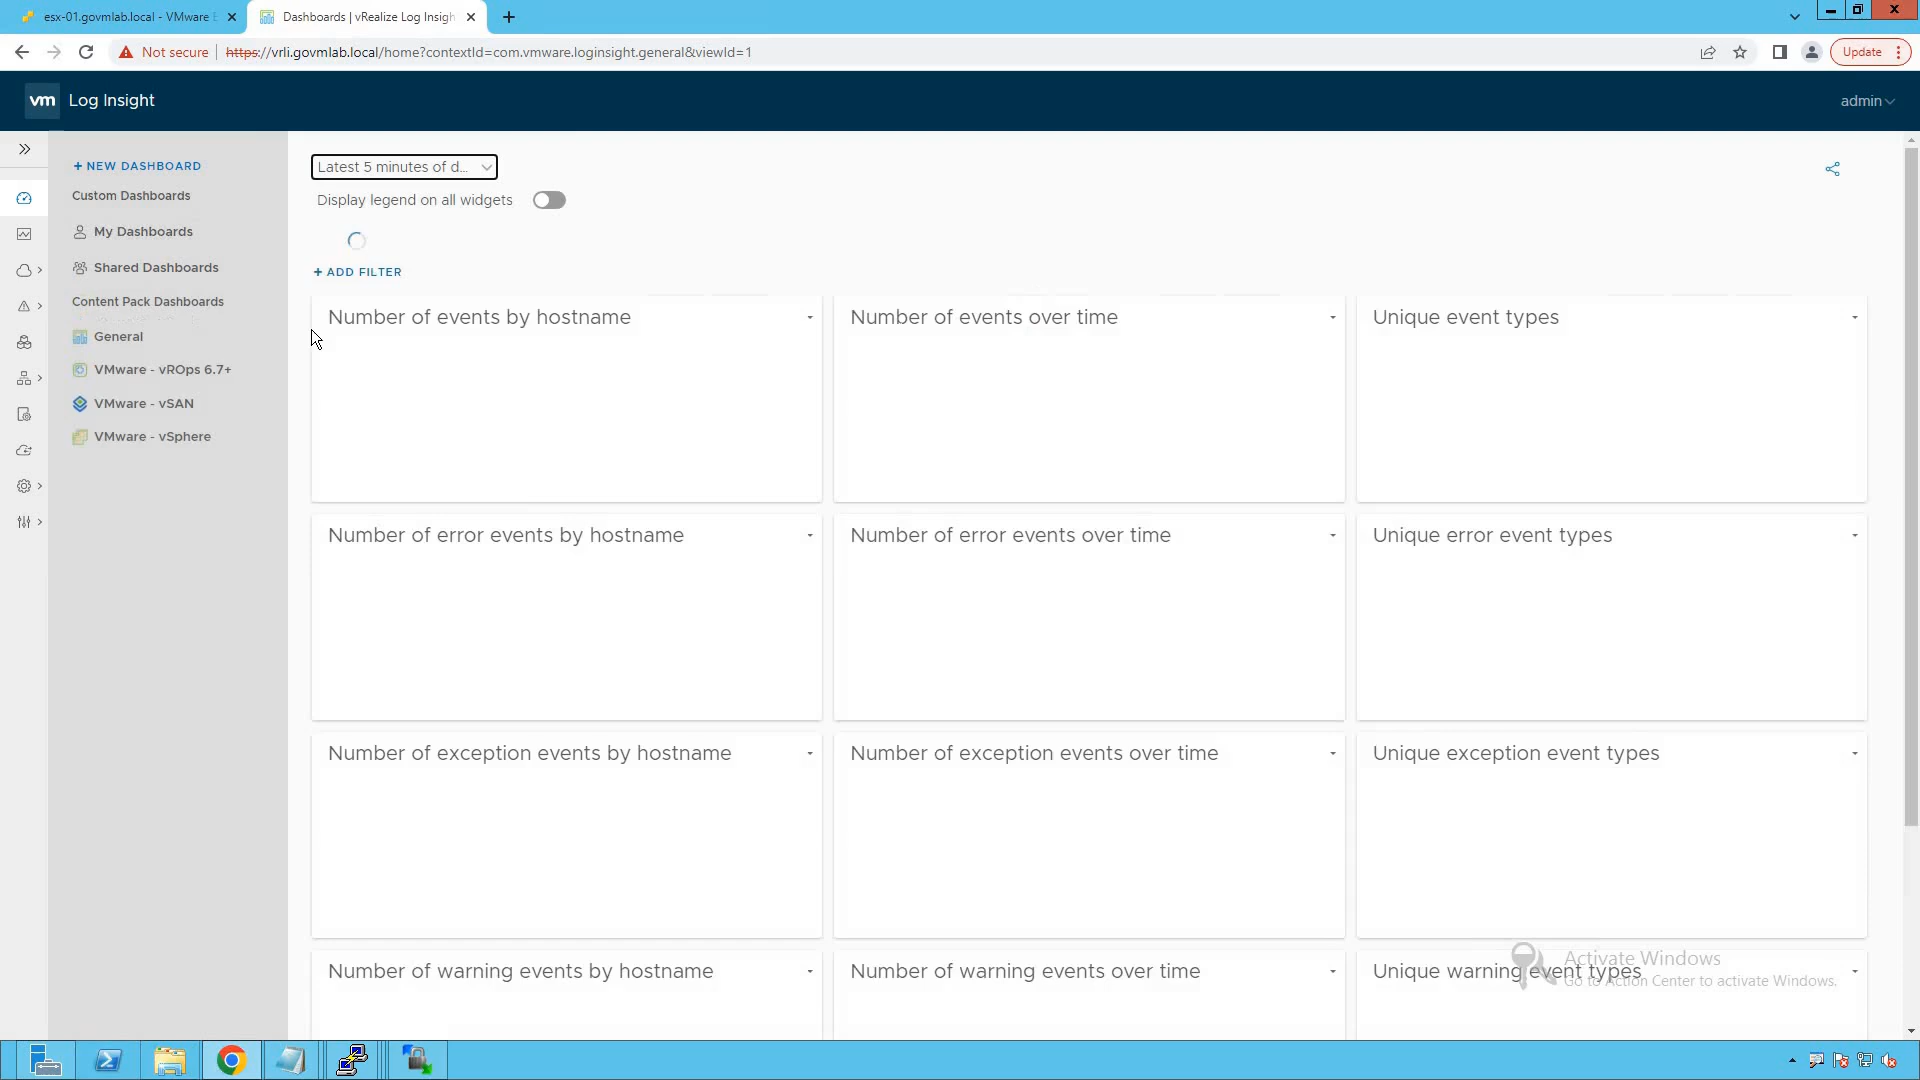 esx-01.govmlab.local - VMware E
Dashboards | vRealize Log Insigh
Not secure
https://vrli.govmlab.local/home?contextId=com.vmware.loginsight.general&viewId=1
Update
vm Log Insight
admin
+ NEW DASHBOARD
Custom Dashboards
My Dashboards
Shared Dashboards
Content Pack Dashboards
General
VMware - vROps 6.7+
VMware - vSAN
VMware - vSphere
Latest 5 minutes of d...
Display legend on all widgets
+ ADD FILTER
Number of events by hostname
Number of events over time
Unique event types
Number of error events by hostname
Number of error events over time
Unique error event types
Number of exception events by hostname
Number of exception events over time
Unique exception event types
Number of warning events by hostname
Number of warning events over time
Unique warning event types
Activate Windows
Go to Action Center to activate Windows.